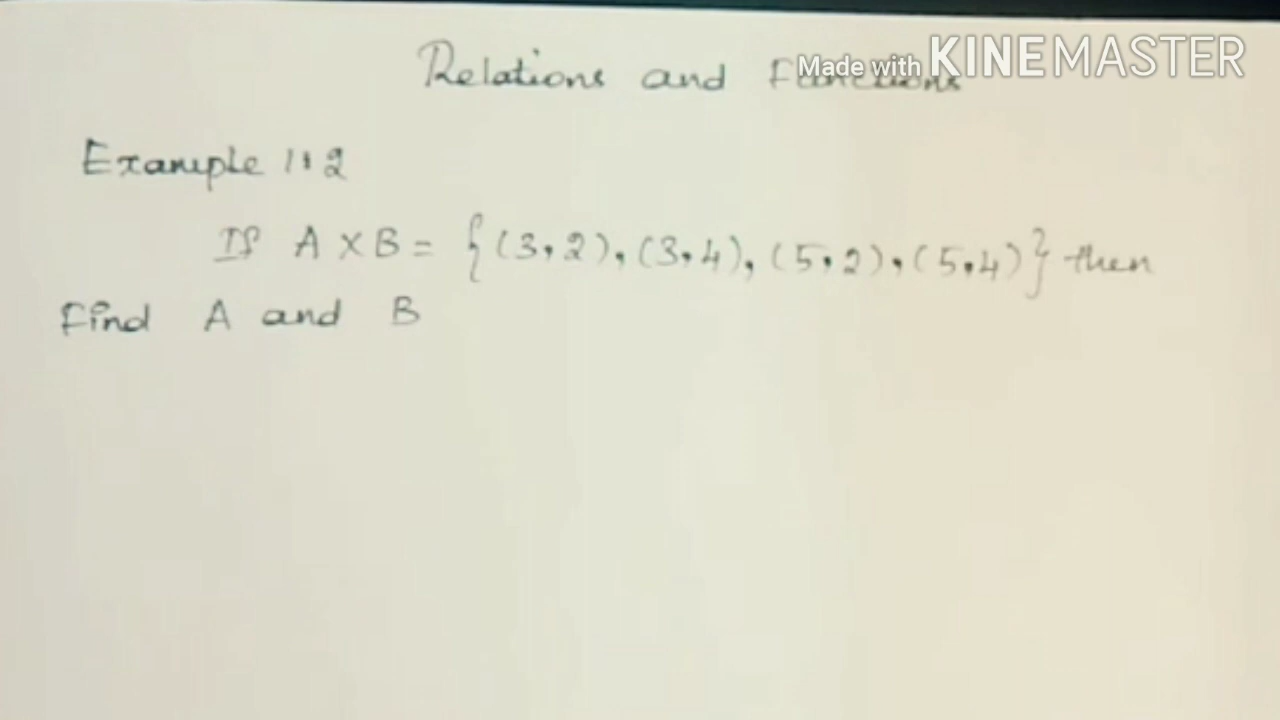 Relations and Functions
Made with KINEMASTER
Example 1.2
If A × B = {(3,2), (3,4), (5,2), (5,4)} then
Find A and B